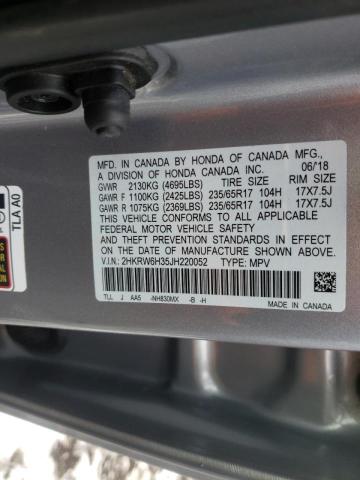 TLA A0
MFD. IN CANADA BY HONDA OF CANADA MFG.,
A DIVISION OF HONDA CANADA INC. 06/18
GVWR 2130KG (4695LBS) TIRE SIZE RIM SIZE
GAWR F 1100KG (2425LBS) 235/65R17 104H 17X7.5J
GAWR R 1075KG (2369LBS) 235/65R17 104H 17X7.5J
THIS VEHICLE CONFORMS TO ALL APPLICABLE
FEDERAL MOTOR VEHICLE SAFETY
AND THEFT PREVENTION STANDARDS IN EFFECT
ON THE DATE OF MANUFACTURE SHOWN ABOVE.
V.I.N.: 2HKRW6H35JH220052 TYPE: MPV
TLL J AA5 -NH830MX -B -H
MADE IN CANADA